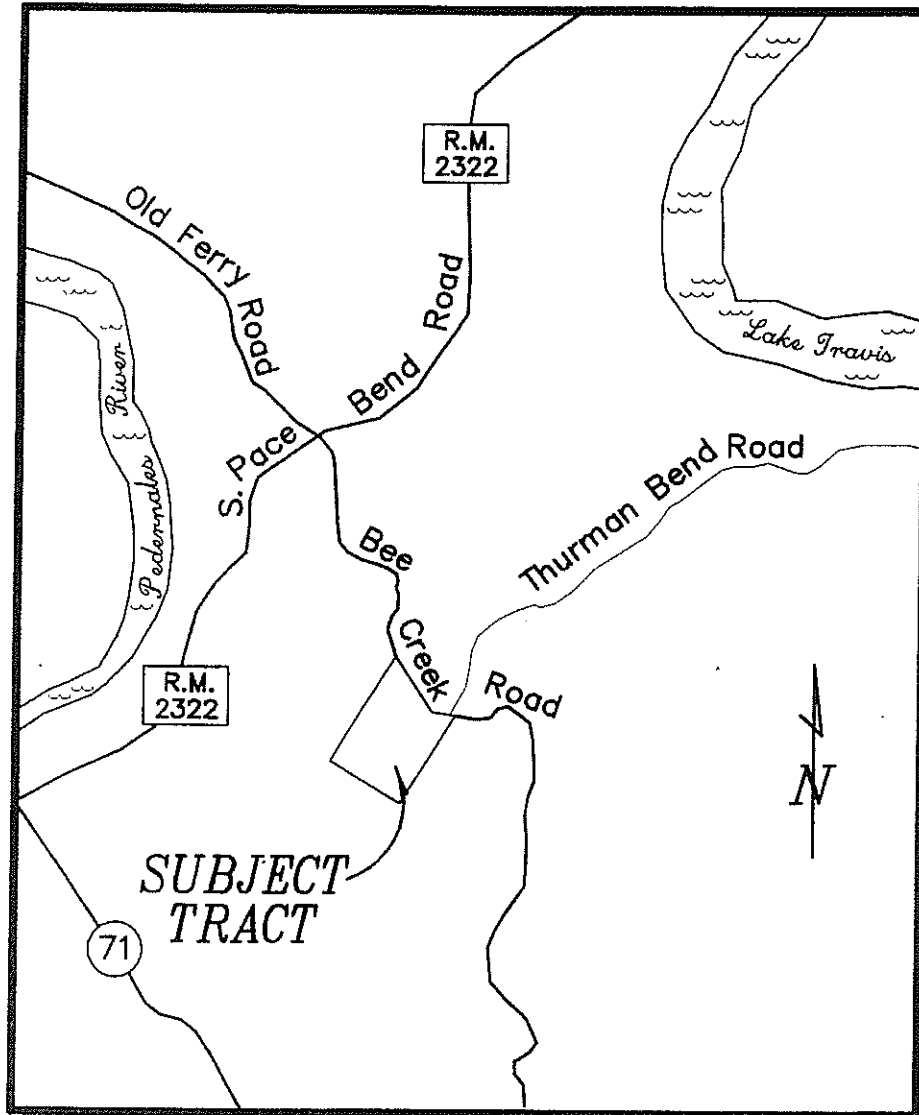 R.M.
2322
Old Ferry Road
S. Pace Bend Road
Lake Travis
Pedernales River
Thurman Bend Road
Bee Creek Road
R.M.
2322
N
SUBJECT
TRACT
71